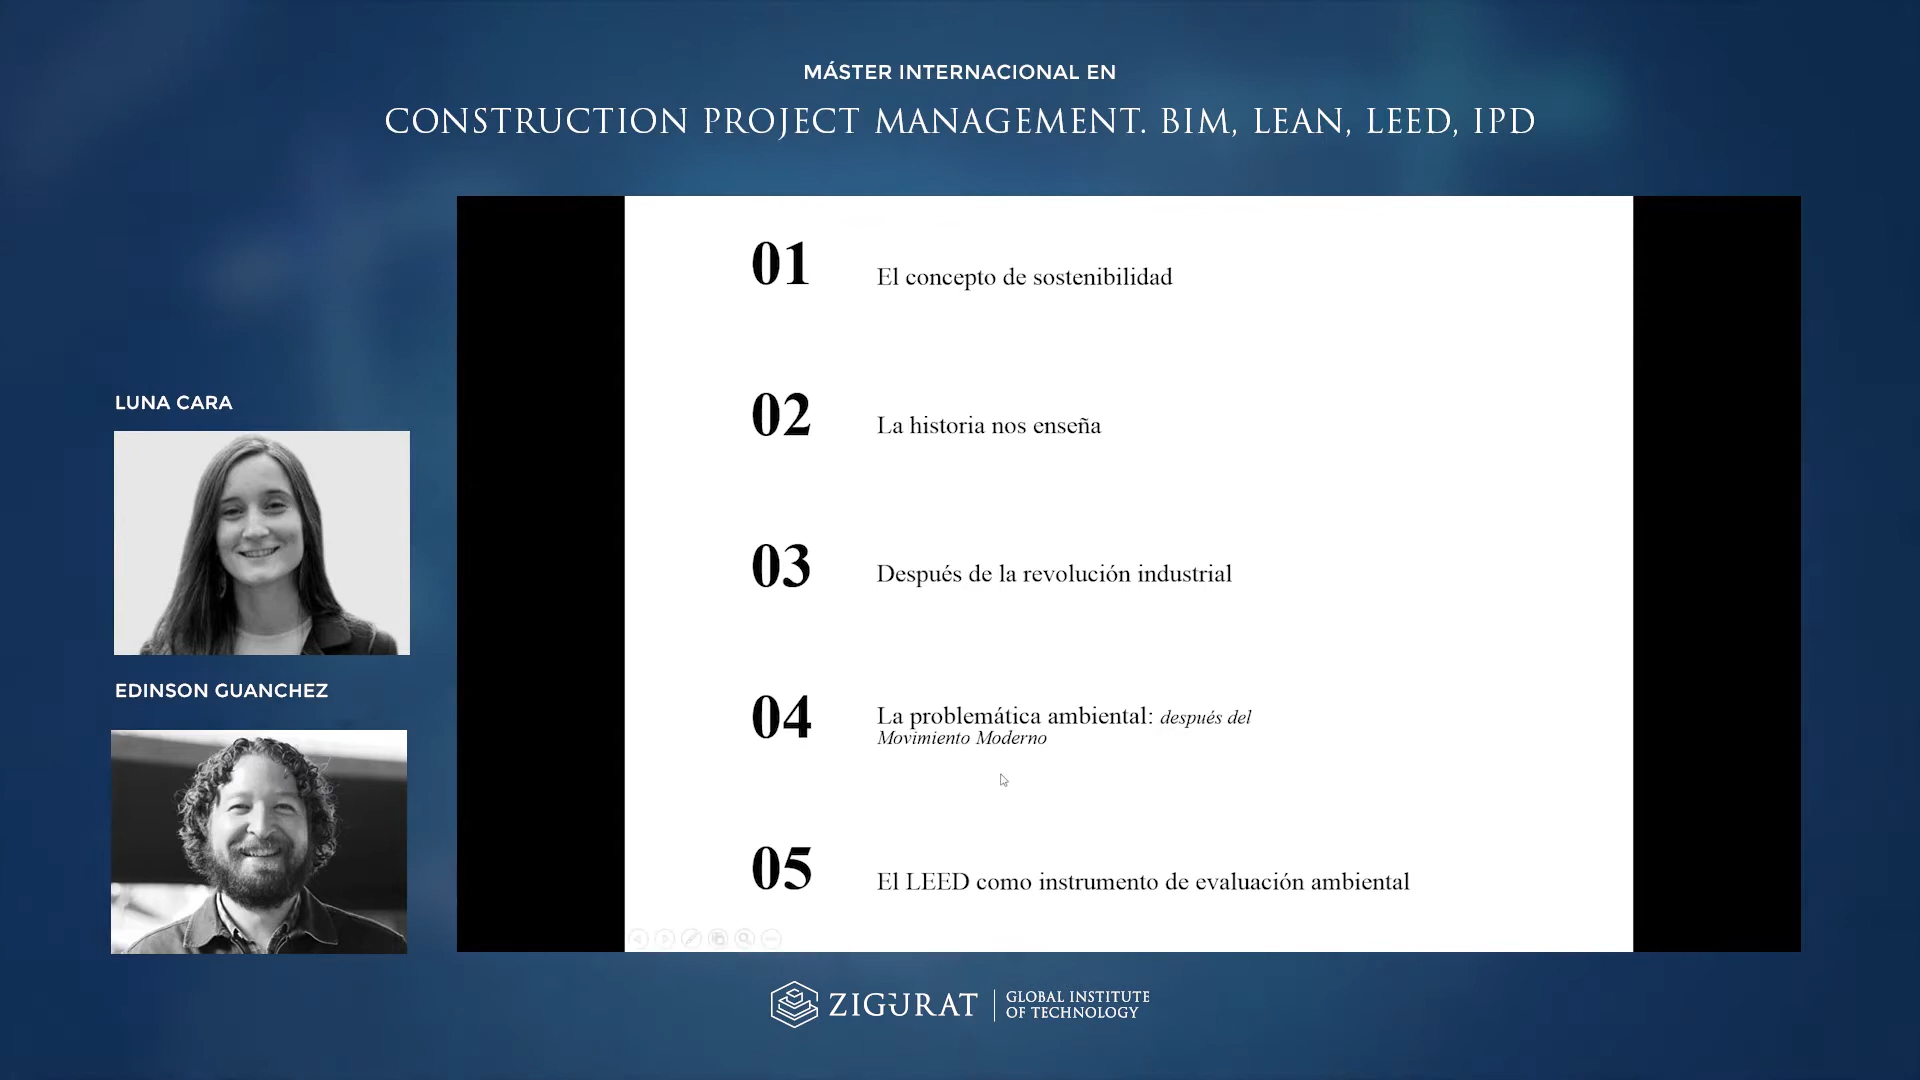 MÁSTER INTERNACIONAL EN
CONSTRUCTION PROJECT MANAGEMENT. BIM, LEAN, LEED, IPD
LUNA CARA
EDINSON GUANCHEZ
01 El concepto de sostenibilidad
02 La historia nos enseña
03 Después de la revolución industrial
04 La problemática ambiental: después del
Movimiento Moderno
05 El LEED como instrumento de evaluación ambiental
ZIGURAT
GLOBAL INSTITUTE
OF TECHNOLOGY